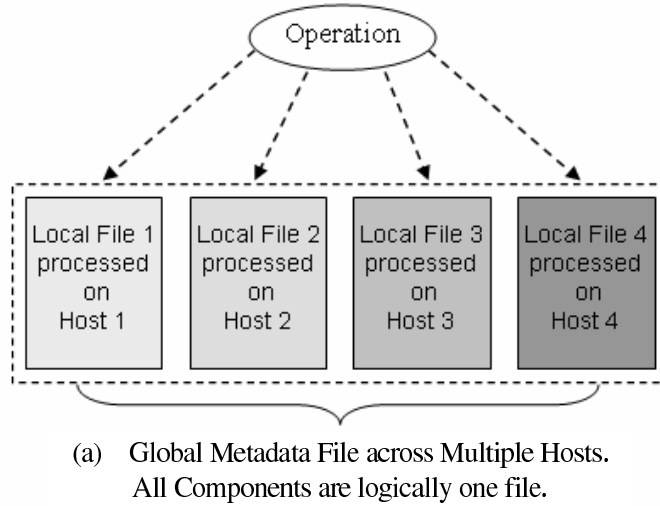 Operation
Local File 1
processed
on
Host 1
Local File 2
processed
on
Host 2
Local File 3
processed
on
Host 3
Local File 4
processed
on
Host 4
(a) Global Metadata File across Multiple Hosts.
All Components are logically one file.